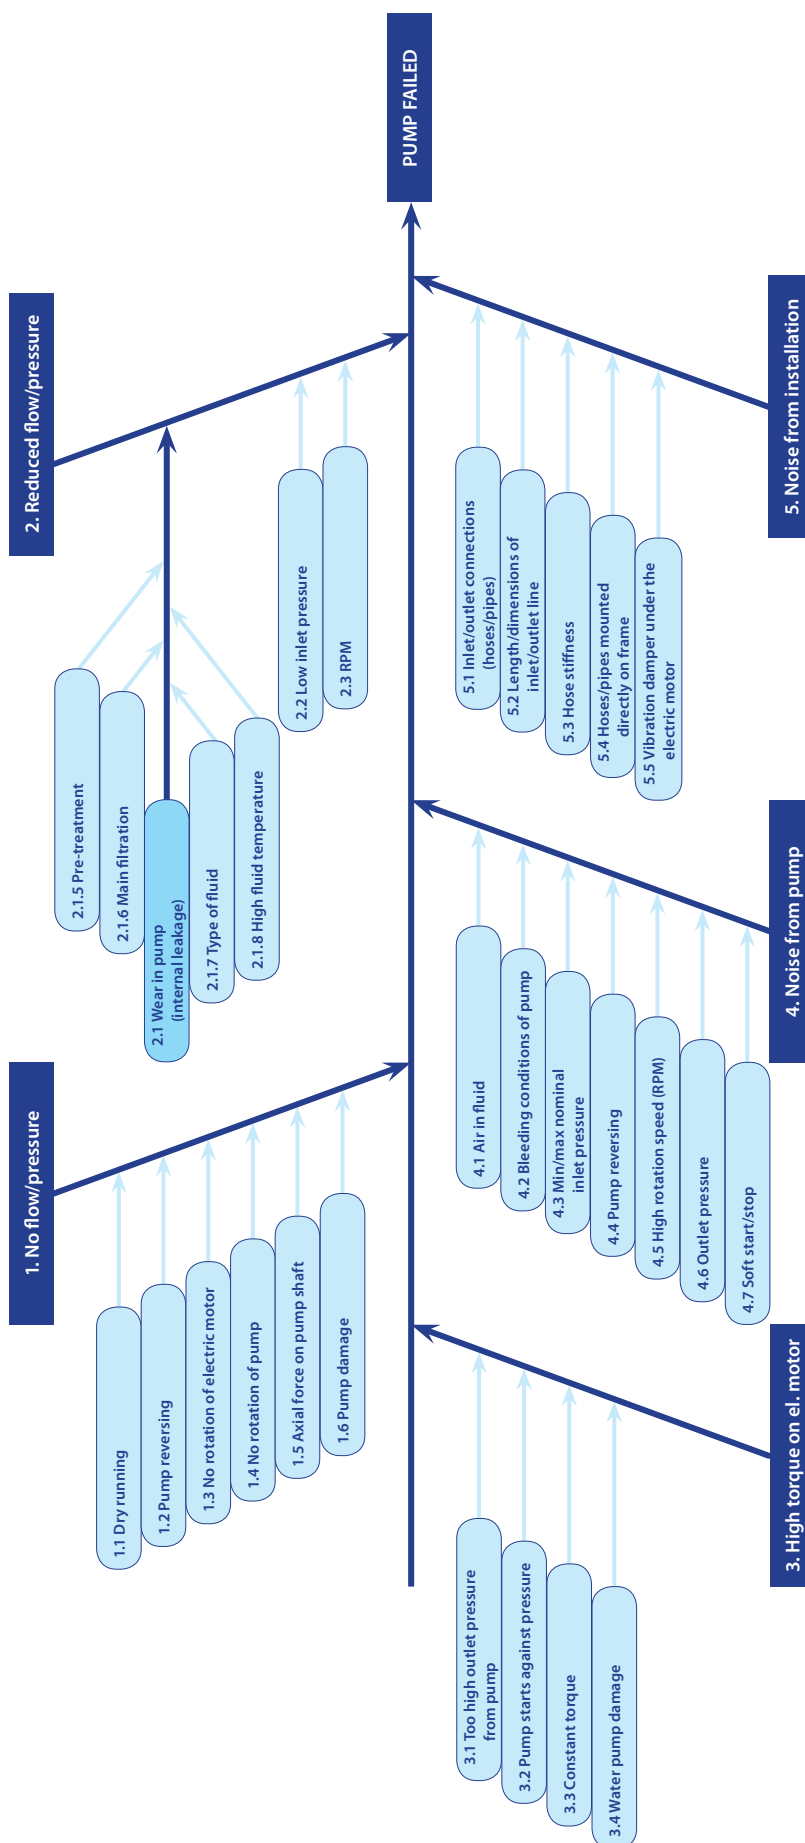 PUMP FAILED
1. No flow/pressure
1.1 Dry running
1.2 Pump reversing
1.3 No rotation of electric motor
1.4 No rotation of pump
1.5 Axial force on pump shaft
1.6 Pump damage
2. Reduced flow/pressure
2.1.5 Pre-treatment
2.1.6 Main filtration
2.1 Wear in pump
(internal leakage)
2.1.7 Type of fluid
2.1.8 High fluid temperature
2.2 Low inlet pressure
2.3 RPM
3.1 Too high outlet pressure
from pump
3.2 Pump starts against pressure
3.3 Constant torque
3.4 Water pump damage
3. High torque on el. motor
4.1 Air in fluid
4.2 Bleeding conditions of pump
4.3 Min/max nominal
inlet pressure
4.4 Pump reversing
4.5 High rotation speed (RPM)
4.6 Outlet pressure
4.7 Soft start/stop
4. Noise from pump
5.1 Inlet/outlet connections
(hoses/pipes)
5.2 Length/dimensions of
inlet/outlet line
5.3 Hose stiffness
5.4 Hoses/pipes mounted
directly on frame
5.5 Vibration damper under the
electric motor
5. Noise from installation